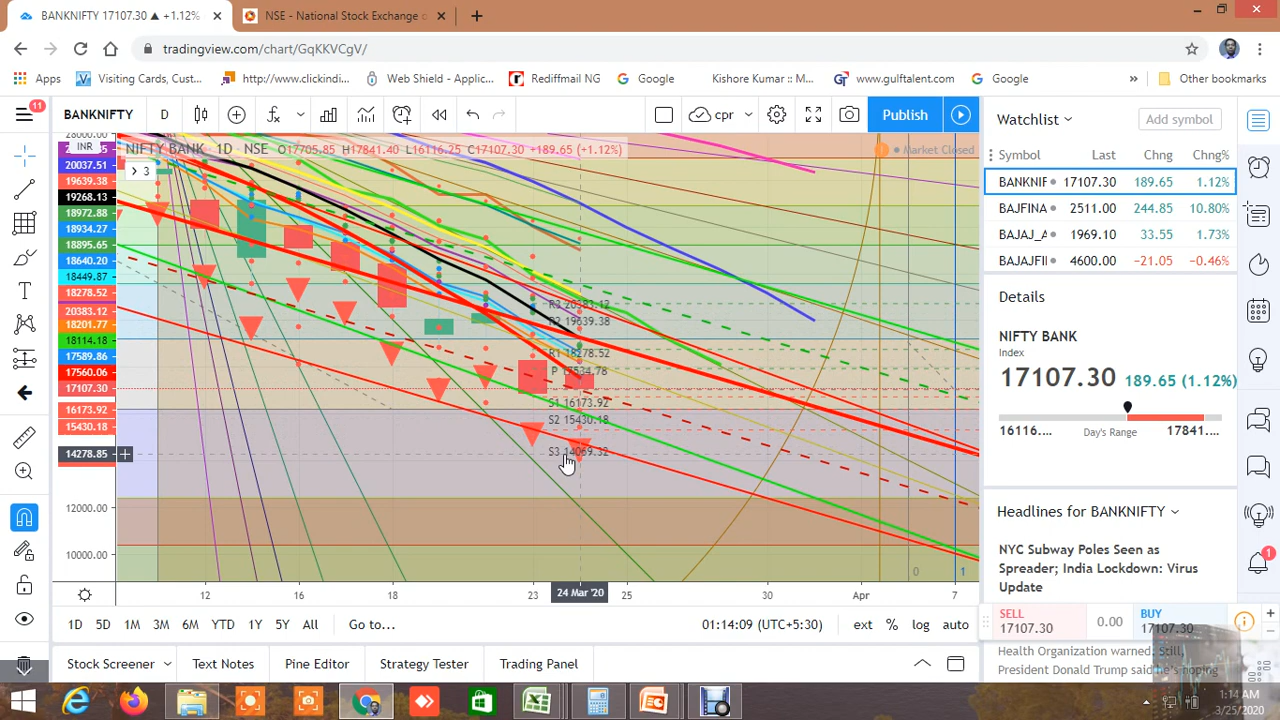 BANKNIFTY 17107.30 ▲ +1.12% × NSE - National Stock Exchange o × +
tradingview.com/chart/GqKKVCgV/
Apps Visiting Cards, Cust... http://www.clickindi... Web Shield - Applic... Rediffmail NG Google Kishore Kumar :: M... www.gulftalent.com Google » Other bookmarks
11 BANKNIFTY D cpr Publish
Watchlist Add symbol
28000.00
INR NIFTY BANK · 1D · NSE O17705.85 H17841.40 L16116.25 C17107.30 +189.65 (+1.12%) Market Closed
3
Symbol Last Chng Chng%
BANKNIF 17107.30 189.65 1.12%
BAJFINA 2511.00 244.85 10.80%
BAJAJ_A 1969.10 33.55 1.73%
BAJAJFII 4600.00 -21.05 -0.46%
20037.51
19639.38
19268.13
18972.88
18934.27
18895.65
18640.20
18449.87
18278.52
20383.12
18201.77
18114.18
17589.86
17560.06
17107.30
16173.92
15430.18
14278.85
12000.00
10000.00
R3 20383.12
R2 19639.38
R1 18278.52
P 17534.78
S1 16173.92
S2 15430.18
S3 14069.32
0 1
12 16 18 23 24 Mar '20 25 30 Apr 7
Details
NIFTY BANK
Index
17107.30 189.65 (1.12%)
16116.... Day's Range 17841....
Headlines for BANKNIFTY
NYC Subway Poles Seen as
Spreader; India Lockdown: Virus
Update
SELL 0.00 BUY
17107.30 17107.30
Health Organization warned; Still,
President Donald Trump said he's hoping
1D 5D 1M 3M 6M YTD 1Y 5Y All Go to... 01:14:09 (UTC+5:30) ext % log auto
Stock Screener Text Notes Pine Editor Strategy Tester Trading Panel
1
1:14 AM
3/25/2020